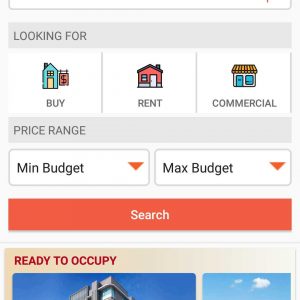 LOOKING FOR
BUY RENT COMMERCIAL
PRICE RANGE
Min Budget Max Budget
Search
READY TO OCCUPY